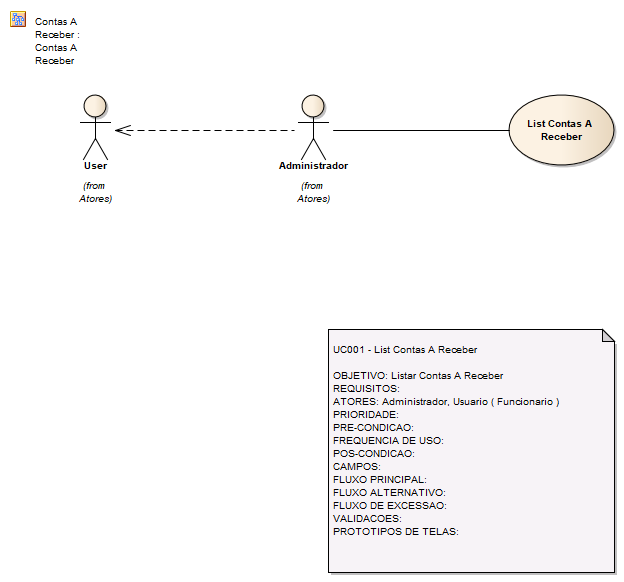 Contas A
Receber :
Contas A
Receber
User
(from
Atores)
Administrador
(from
Atores)
List Contas A
Receber
UC001 - List Contas A Receber
OBJETIVO: Listar Contas A Receber
REQUISITOS:
ATORES: Administrador, Usuario ( Funcionario )
PRIORIDADE:
PRE-CONDICAO:
FREQUENCIA DE USO:
POS-CONDICAO:
CAMPOS:
FLUXO PRINCIPAL:
FLUXO ALTERNATIVO:
FLUXO DE EXCESSAO:
VALIDACOES:
PROTOTIPOS DE TELAS: